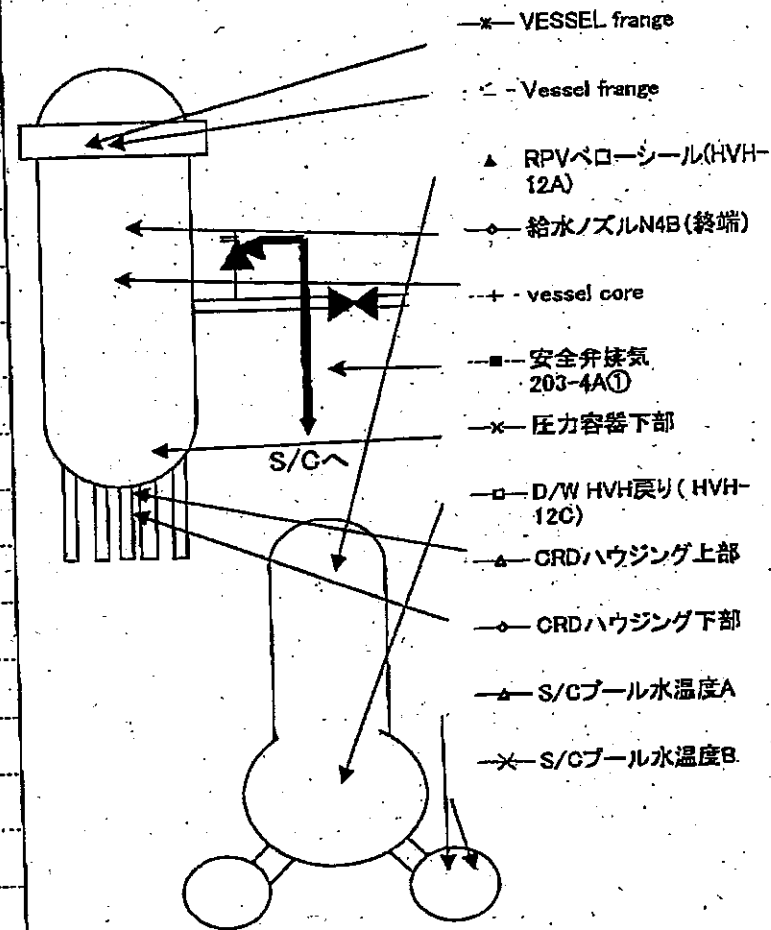 VESSEL frange
Vessel frange
RPVベローシール(HVH-
12A)
給水ノズルN4B(終端)
vessel core
安全弁排気
203-4A①
圧力容器下部
S/Cへ
D/W HVH戻り( HVH-
12C)
CRDハウジング上部
CRDハウジング下部
S/Cプール水温度A
S/Cプール水温度B